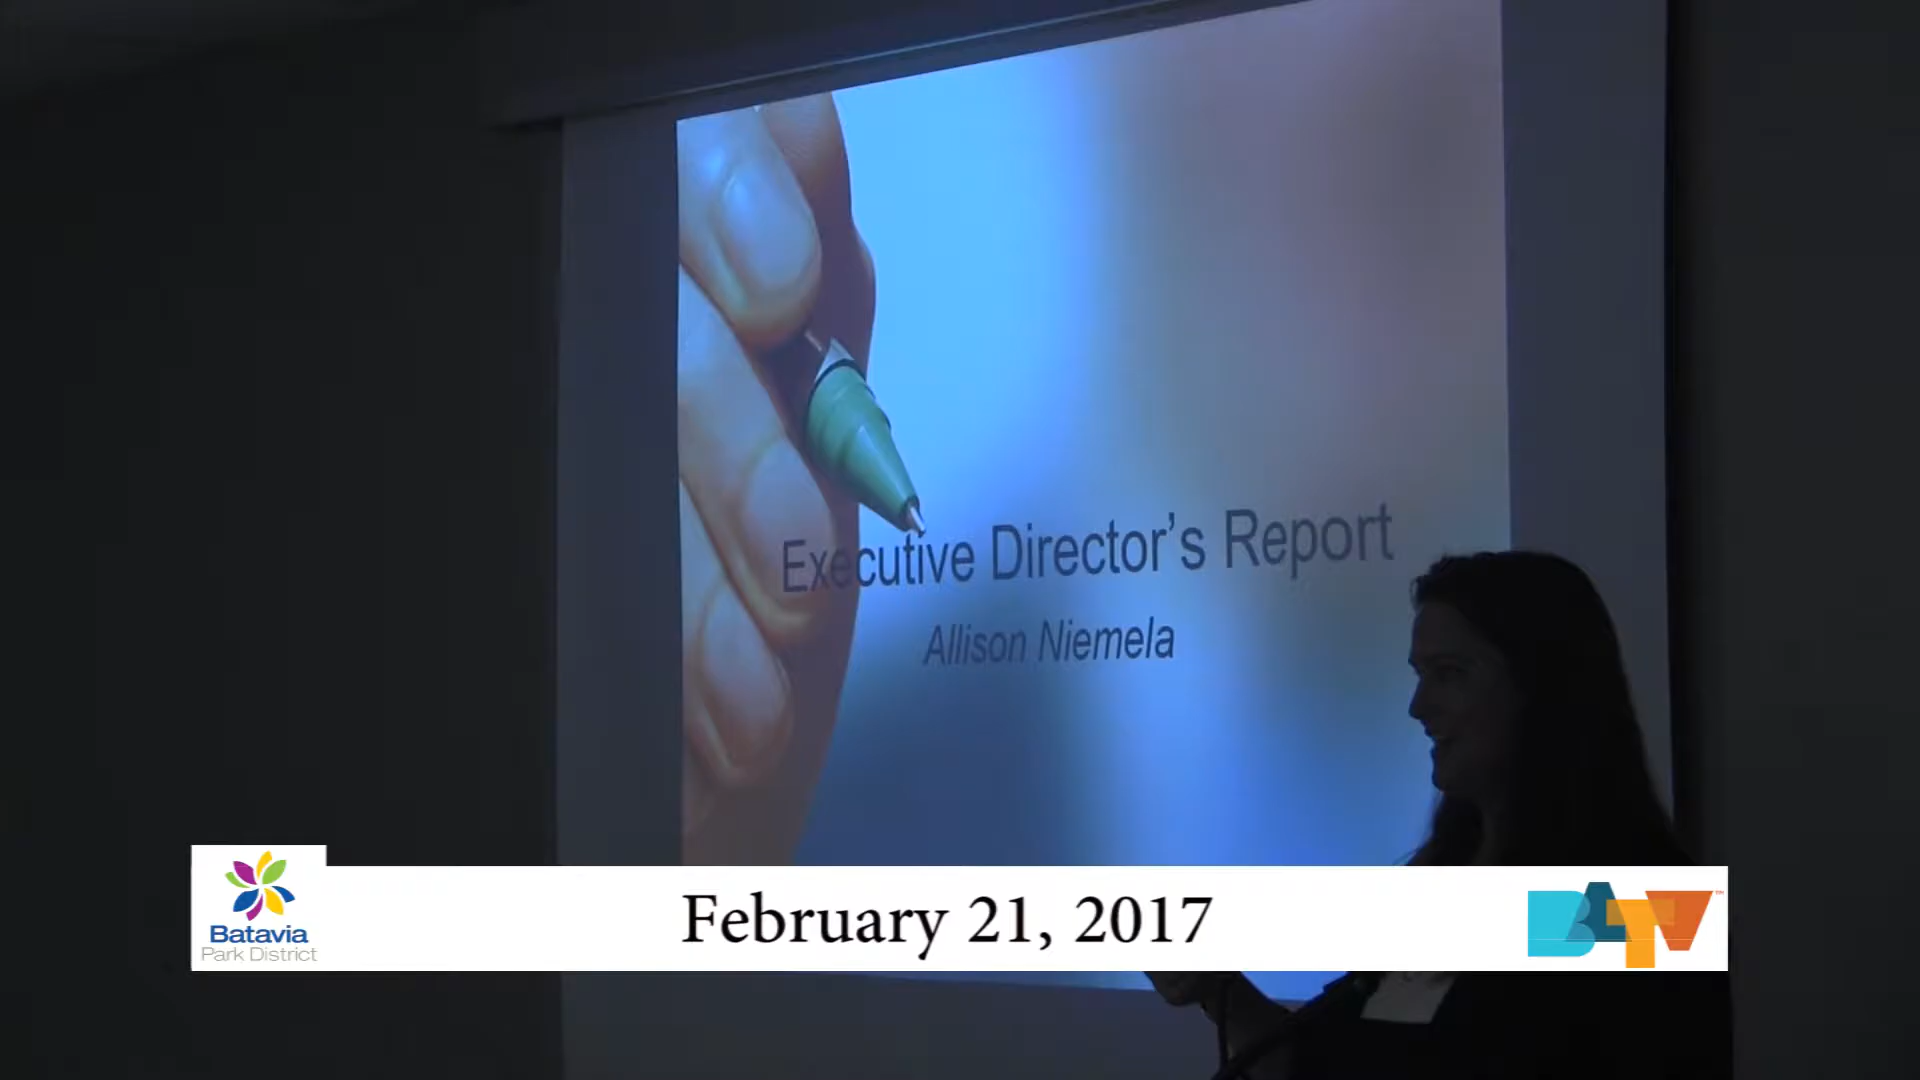 Executive Director's Report
Allison Niemela
Batavia
Park District
February 21, 2017
BATV